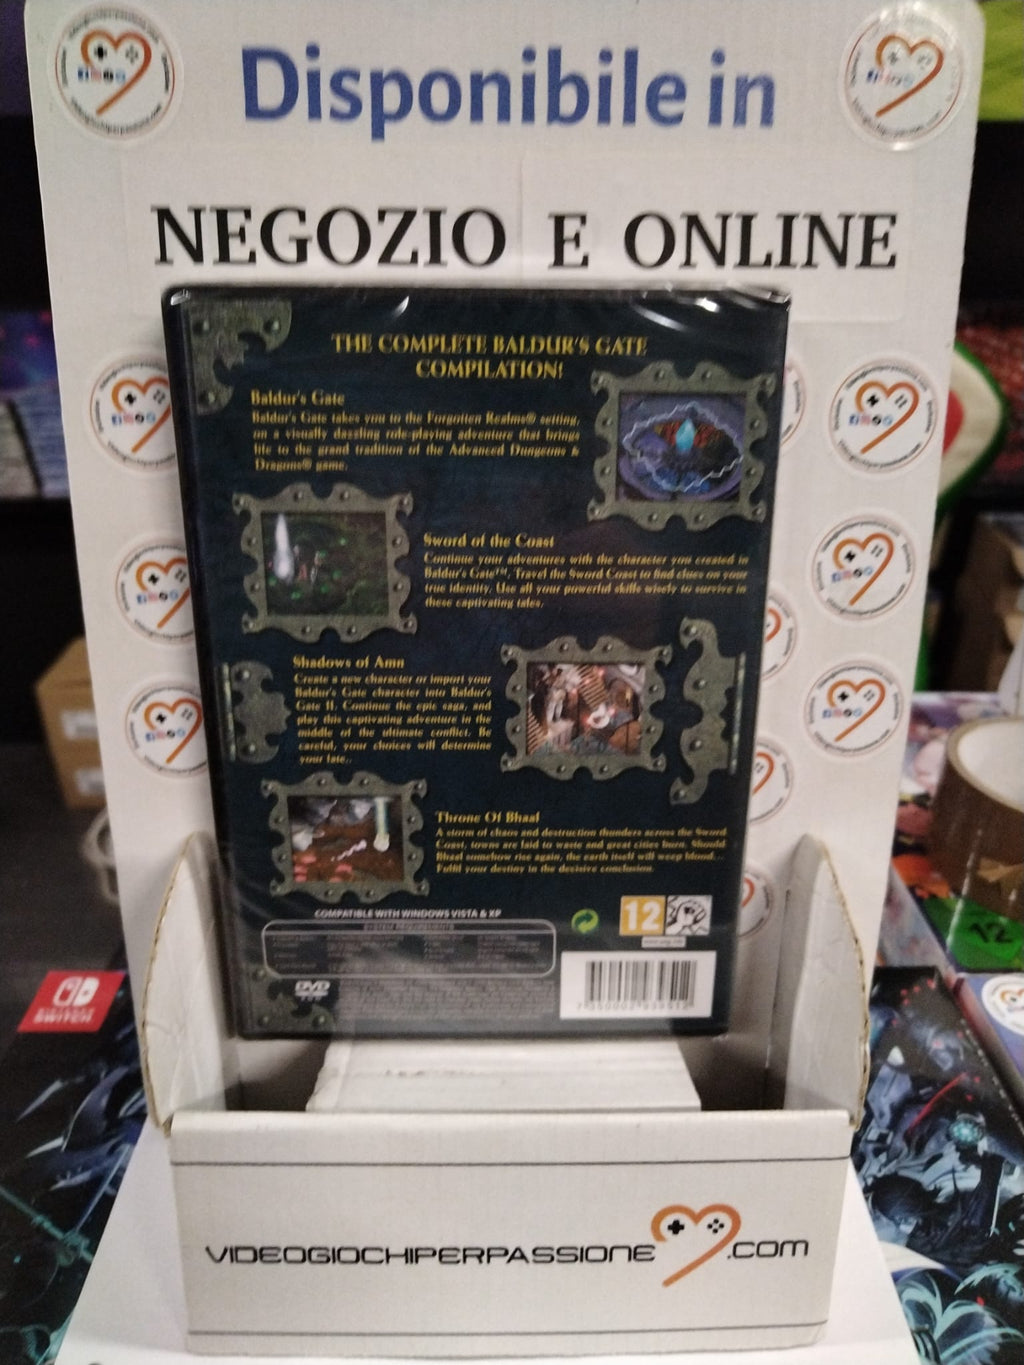 Disponibile in
NEGOZIO E ONLINE
THE COMPLETE BALDUR'S GATE
COMPILATION!
Baldur's Gate
Baldur's Gate takes you to the Forgotten Realms® setting,
on a visually dazzling role-playing adventure that brings
life to the grand tradition of the Advanced Dungeons &
Dragons® game.
Sword of the Coast
Continue your adventures with the character you created in
Baldur's Gate™. Travel the Sword Coast to find clues on your
true identity. Use all your powerful skills wisely to survive in
these captivating tales.
Shadows of Amn
Create a new character or import your
Baldur's Gate character into Baldur's
Gate II. Continue the epic saga, and
play this captivating adventure in the
middle of the ultimate conflict. Be
careful, your choices will determine
your fate..
Throne Of Bhaal
A storm of chaos and destruction thunders across the Sword
Coast, towns are laid to waste and great cities burn. Should
Bhaal somehow rise again, the earth itself will weep blood...
Fulfil your destiny in the decisive conclusion.
COMPATIBLE WITH WINDOWS VISTA & XP
SYSTEM REQUIREMENTS
12
DVD
12
SWITCH
VIDEOGIOCHIPERPASSIONE.COM